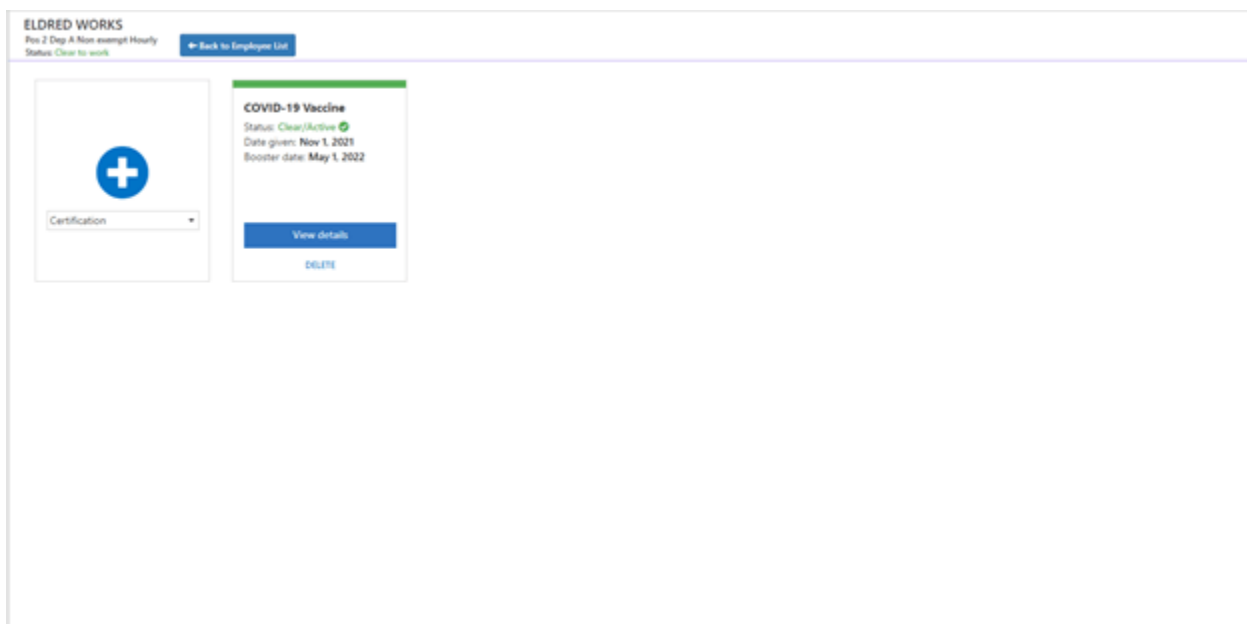 ELDRED WORKS
Pos 2 Dep A Non exempt Hourly
Status: Clear to work
Back to Employee List
Certification
COVID-19 Vaccine
Status: Clear/Active
Date given: Nov 1, 2021
Booster date: May 1, 2022
View details
DELETE